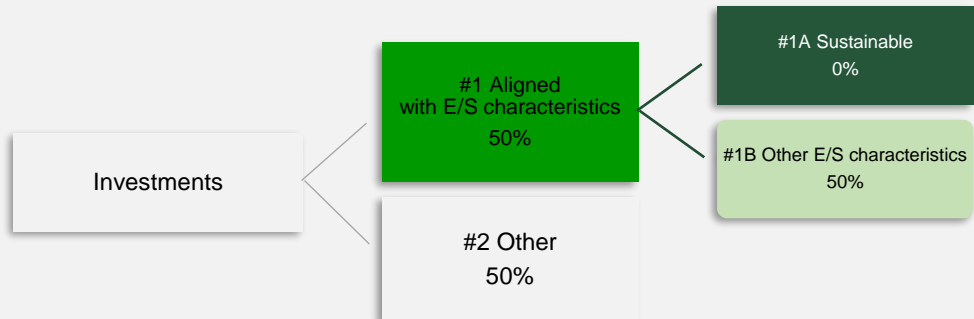 Investments
#1 Aligned
with E/S characteristics
50%
#2 Other
50%
#1A Sustainable
0%
#1B Other E/S characteristics
50%